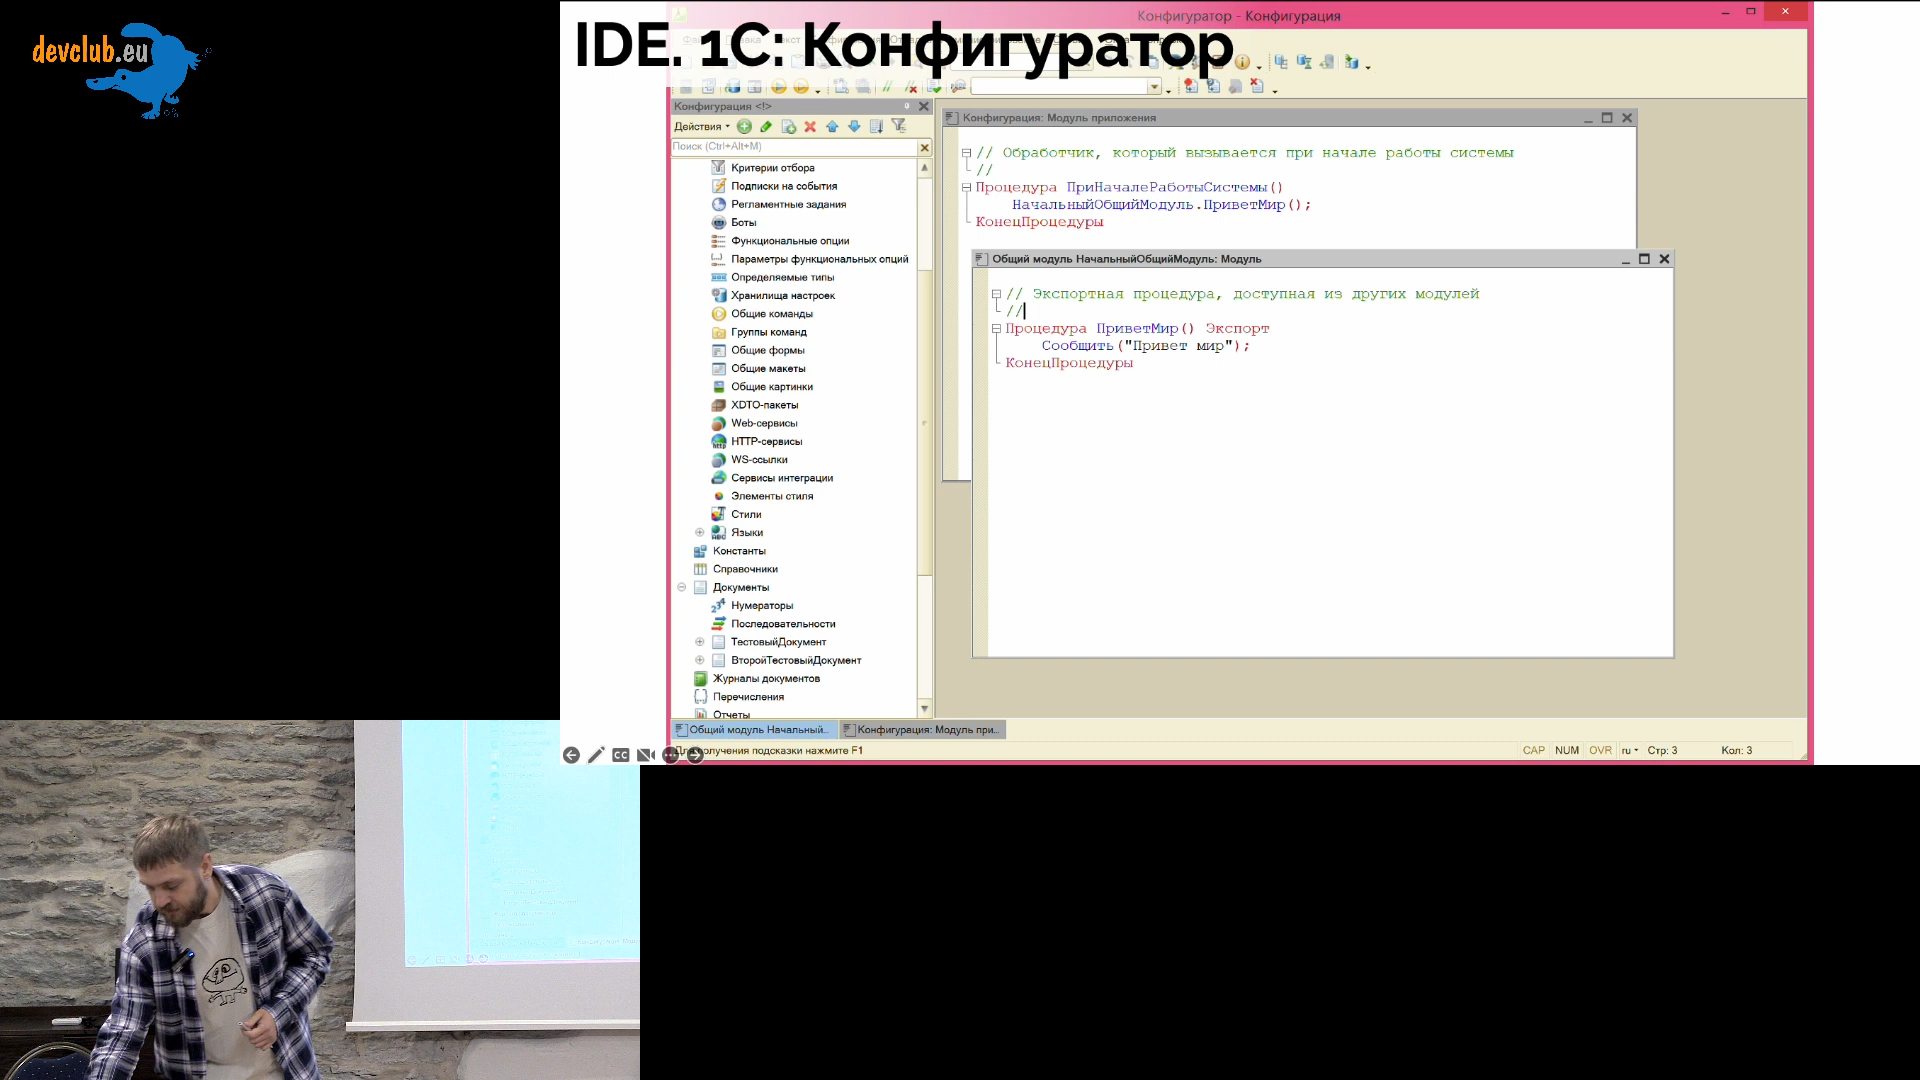 devclub.eu
IDE. 1С: Конфигуратор
Конфигуратор - Конфигурация
Конфигурация <!>
Действия
Поиск (Ctrl+Alt+M)
Критерии отбора
Подписки на события
Регламентные задания
Боты
Функциональные опции
Параметры функциональных опций
Определяемые типы
Хранилища настроек
Общие команды
Группы команд
Общие формы
Общие макеты
Общие картинки
XDTO-пакеты
Web-сервисы
HTTP-сервисы
WS-ссылки
Сервисы интеграции
Элементы стиля
Стили
Языки
Константы
Справочники
Документы
Нумераторы
Последовательности
ТестовыйДокумент
ВторойТестовыйДокумент
Журналы документов
Перечисления
Отчеты
Конфигурация: Модуль приложения
// Обработчик, который вызывается при начале работы системы
//
Процедура ПриНачалеРаботыСистемы()
НачальныйОбщийМодуль.ПриветМир();
КонецПроцедуры
Общий модуль НачальныйОбщийМодуль: Модуль
// Экспортная процедура, доступная из других модулей
//
Процедура ПриветМир() Экспорт
Сообщить("Привет мир");
КонецПроцедуры
Общий модуль Начальный... Конфигурация: Модуль при...
Для получения подсказки нажмите F1
CAP NUM OVR ru Стр: 3 Кол: 3
CC